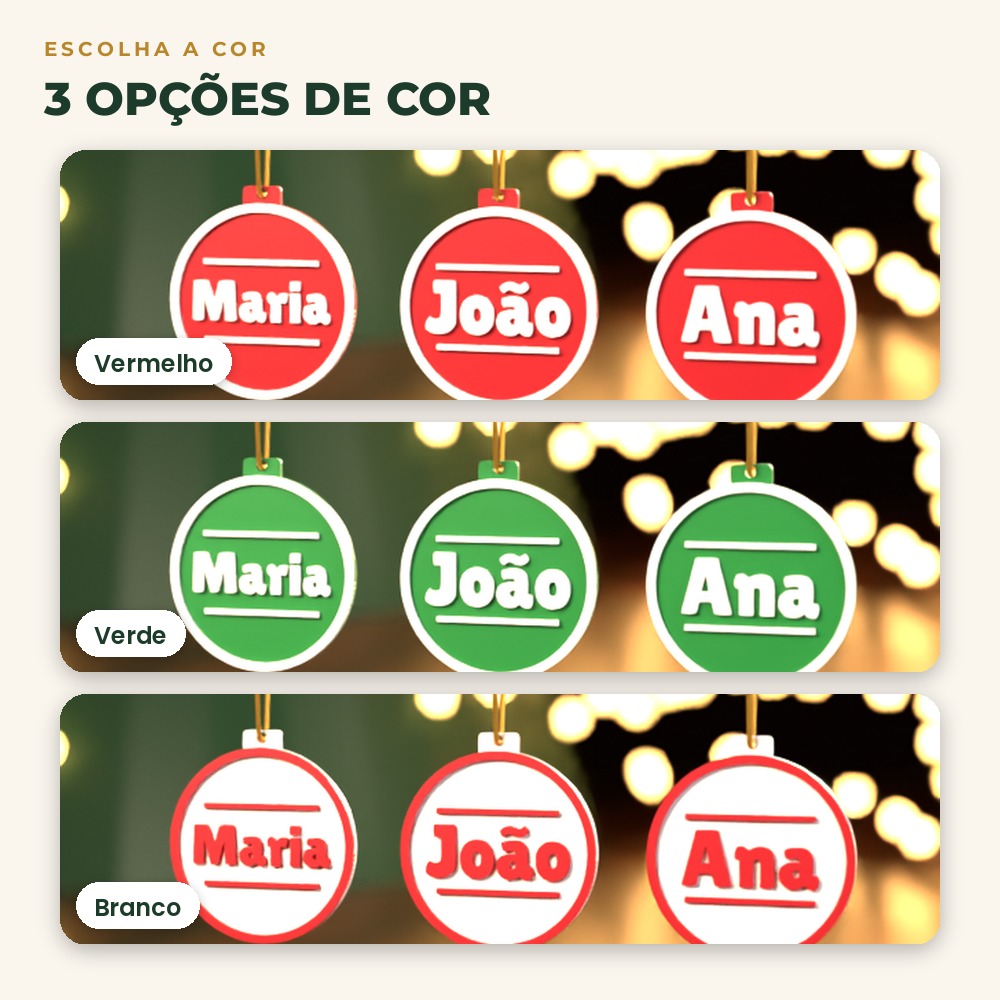 ESCOLHA A COR
3 OPÇÕES DE COR
Maria
João
Ana
Vermelho
Maria
João
Ana
Verde
Maria
João
Ana
Branco